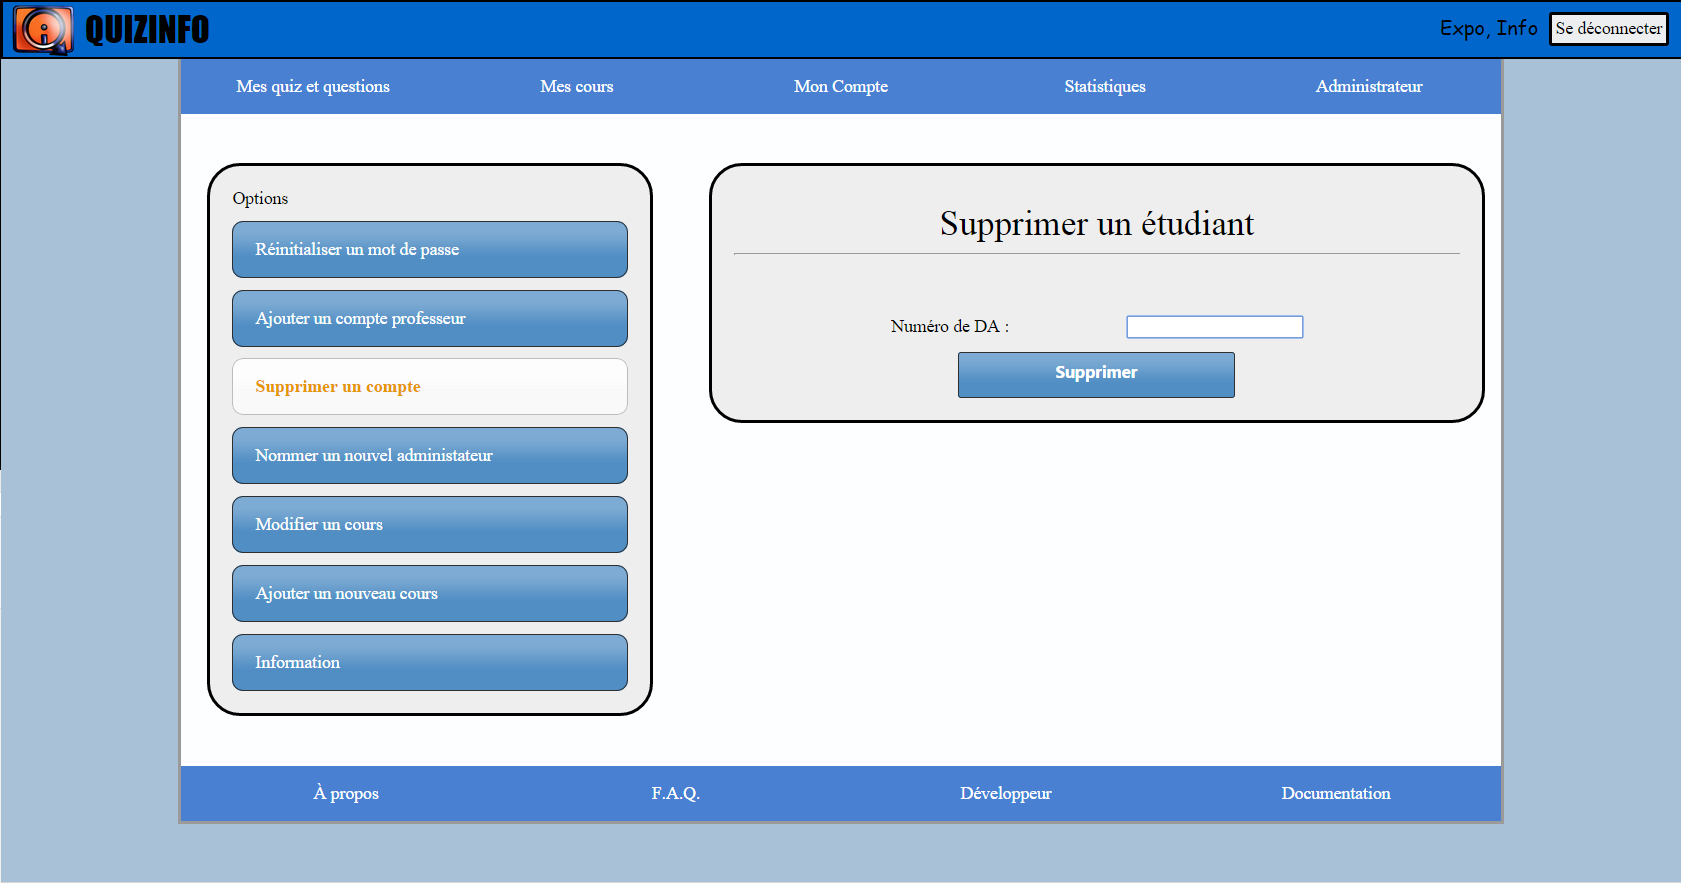 QUIZINFO
Expo, Info
Se déconnecter
Mes quiz et questions
Mes cours
Mon Compte
Statistiques
Administrateur
Options
Réinitialiser un mot de passe
Ajouter un compte professeur
Supprimer un compte
Nommer un nouvel administateur
Modifier un cours
Ajouter un nouveau cours
Information
Supprimer un étudiant
Numéro de DA :
Supprimer
À propos
F.A.Q.
Développeur
Documentation